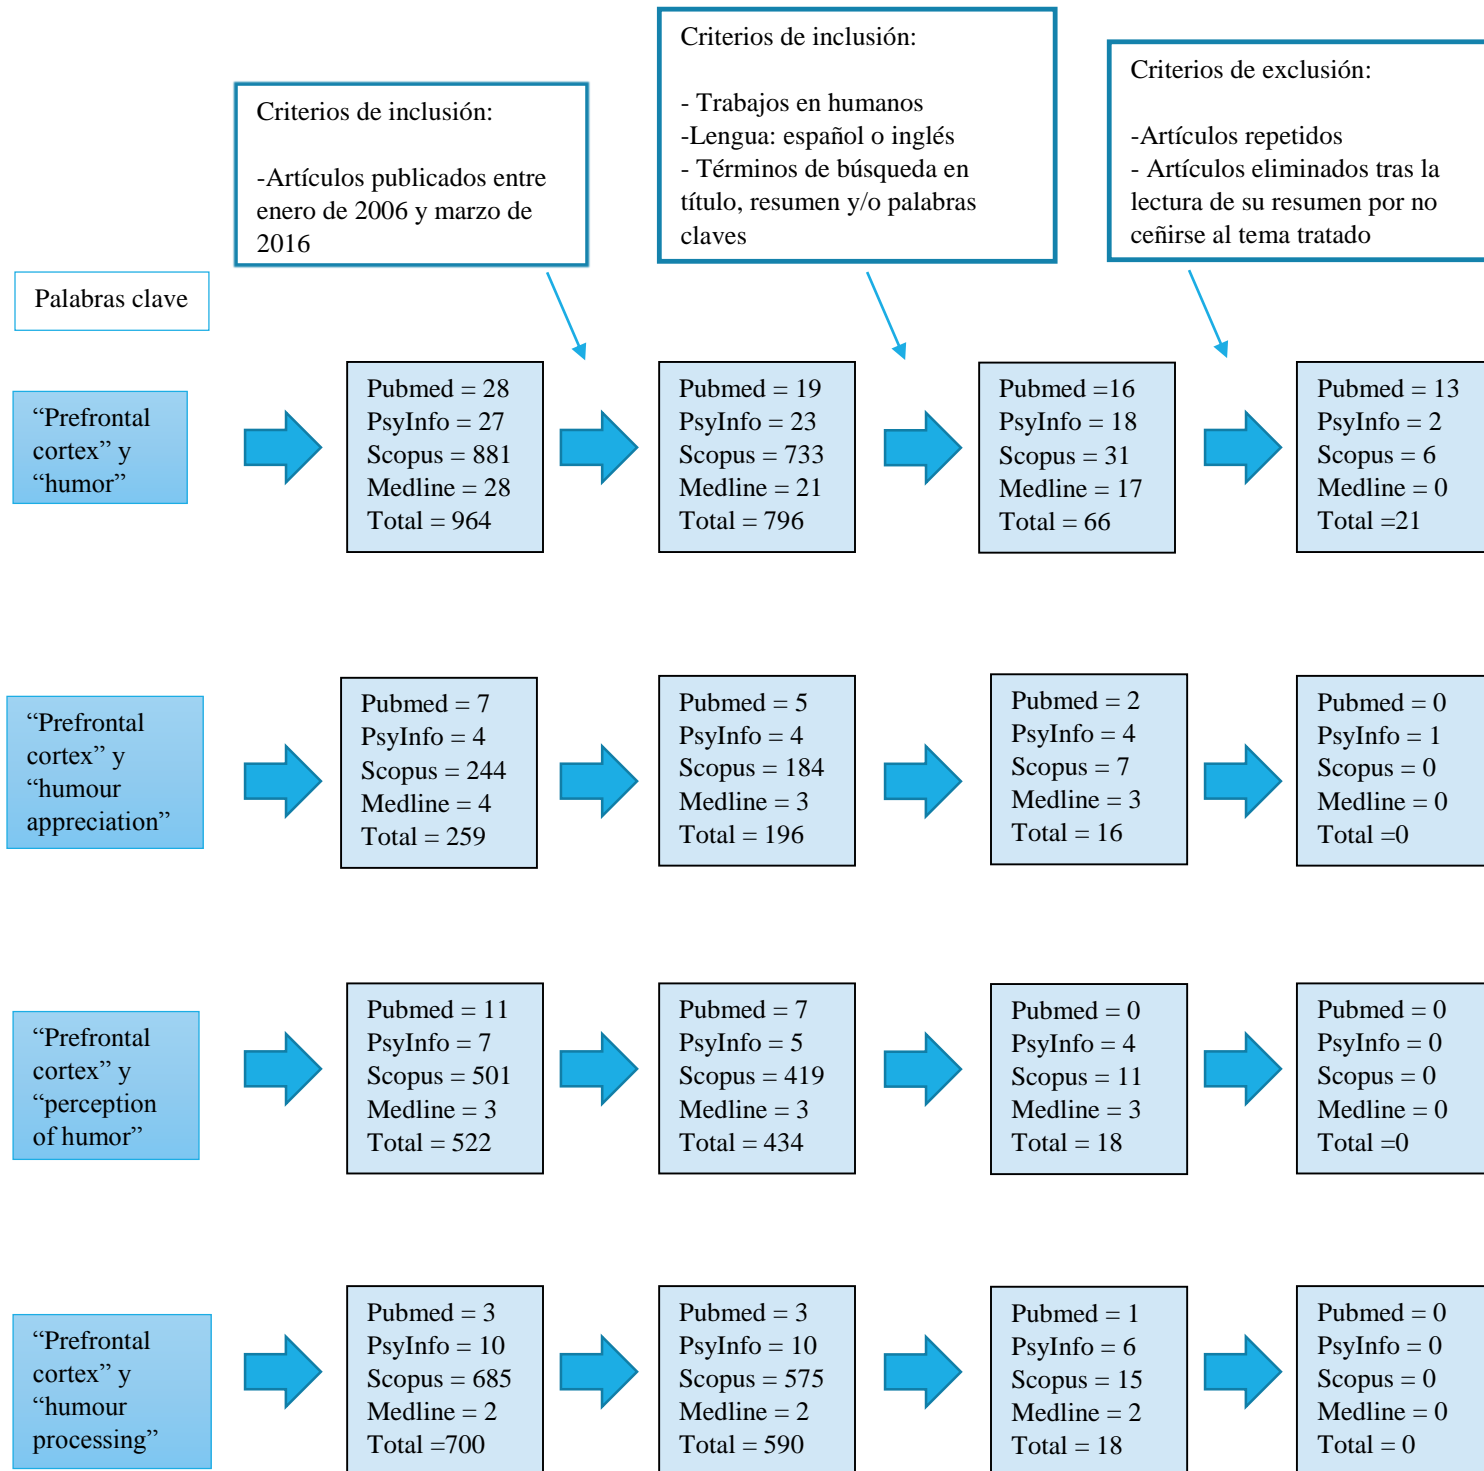 Criterios de inclusión:
-Artículos publicados entre
enero de 2006 y marzo de
2016
Criterios de inclusión:
- Trabajos en humanos
-Lengua: español o inglés
- Términos de búsqueda en
título, resumen y/o palabras
claves
Criterios de exclusión:
-Artículos repetidos
- Artículos eliminados tras la
lectura de su resumen por no
ceñirse al tema tratado
Palabras clave
“Prefrontal
cortex” y
“humor”
Pubmed = 28
PsyInfo = 27
Scopus = 881
Medline = 28
Total = 964
Pubmed = 19
PsyInfo = 23
Scopus = 733
Medline = 21
Total = 796
Pubmed =16
PsyInfo = 18
Scopus = 31
Medline = 17
Total = 66
Pubmed = 13
PsyInfo = 2
Scopus = 6
Medline = 0
Total =21
“Prefrontal
cortex” y
“humour
appreciation”
Pubmed = 7
PsyInfo = 4
Scopus = 244
Medline = 4
Total = 259
Pubmed = 5
PsyInfo = 4
Scopus = 184
Medline = 3
Total = 196
Pubmed = 2
PsyInfo = 4
Scopus = 7
Medline = 3
Total = 16
Pubmed = 0
PsyInfo = 1
Scopus = 0
Medline = 0
Total =0
“Prefrontal
cortex” y
“perception
of humor”
Pubmed = 11
PsyInfo = 7
Scopus = 501
Medline = 3
Total = 522
Pubmed = 7
PsyInfo = 5
Scopus = 419
Medline = 3
Total = 434
Pubmed = 0
PsyInfo = 4
Scopus = 11
Medline = 3
Total = 18
Pubmed = 0
PsyInfo = 0
Scopus = 0
Medline = 0
Total =0
“Prefrontal
cortex” y
“humour
processing”
Pubmed = 3
PsyInfo = 10
Scopus = 685
Medline = 2
Total =700
Pubmed = 3
PsyInfo = 10
Scopus = 575
Medline = 2
Total = 590
Pubmed = 1
PsyInfo = 6
Scopus = 15
Medline = 2
Total = 18
Pubmed = 0
PsyInfo = 0
Scopus = 0
Medline = 0
Total = 0